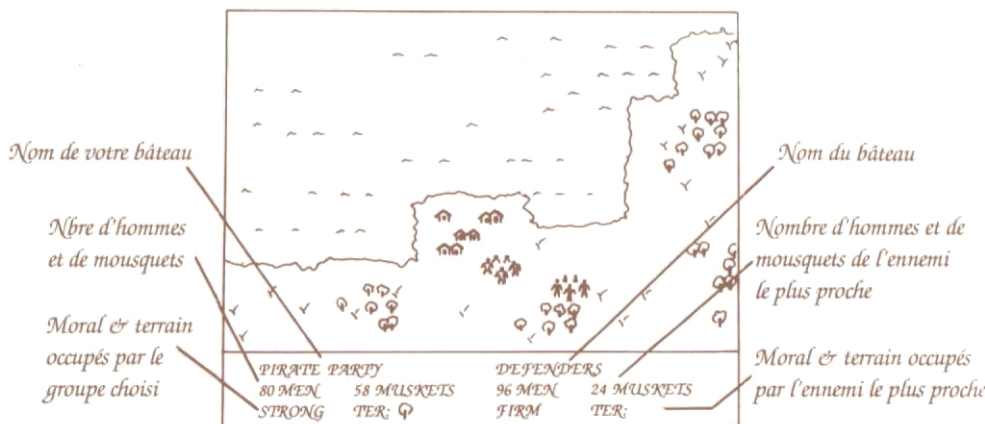 Nom de votre bâteau
Nbre d'hommes
et de mousquets
Moral & terrain
occupés par le
groupe choisi
Nom du bâteau
Nombre d'hommes et de
mousquets de l'ennemi
le plus proche
Moral & terrain occupés
par l'ennemi le plus proche
PIRATE PARTY DEFENDERS
80 MEN 58 MUSKETS 96 MEN 24 MUSKETS
STRONG TER: FIRM TER: